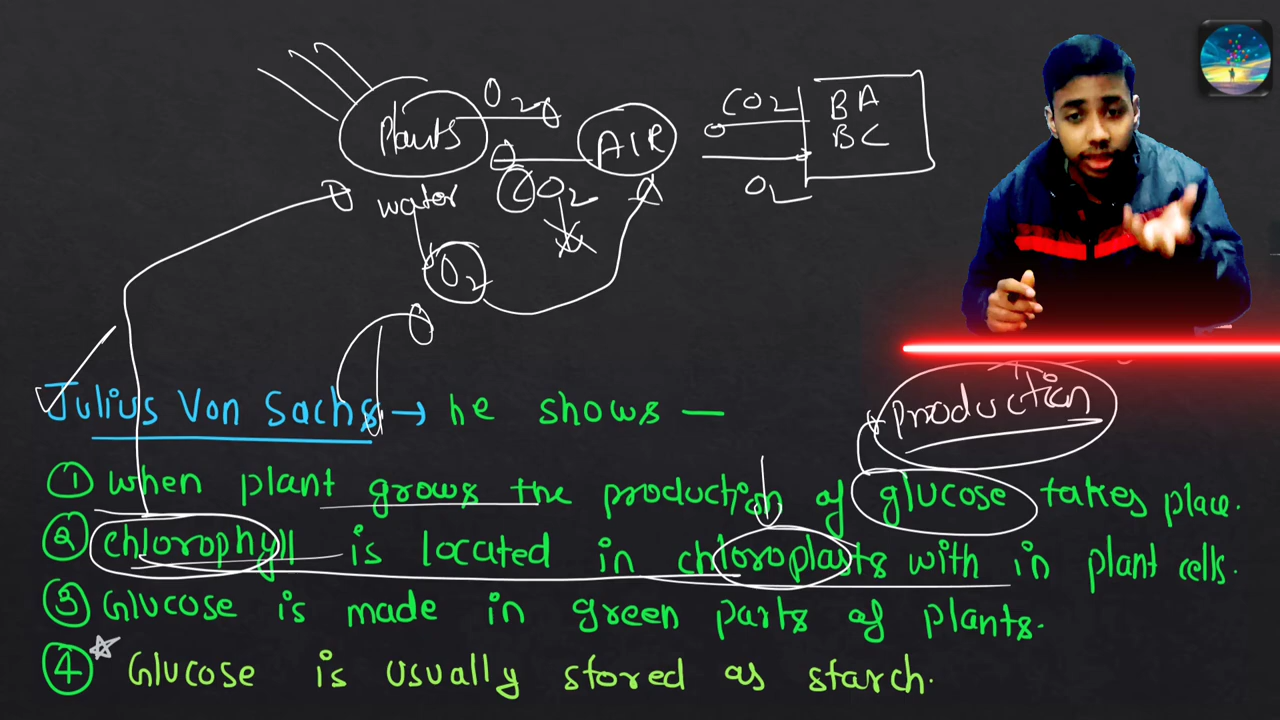 Plants
O2
AIR
CO2
BA
BC
CO2
O2
water
O2
Julius Von Sachs → he shows —
production
① when plant grows the production of glucose takes place.
② chlorophyll is located in chloroplasts with in plant cells.
③ Glucose is made in green parts of plants.
④ Glucose is usually stored as starch.